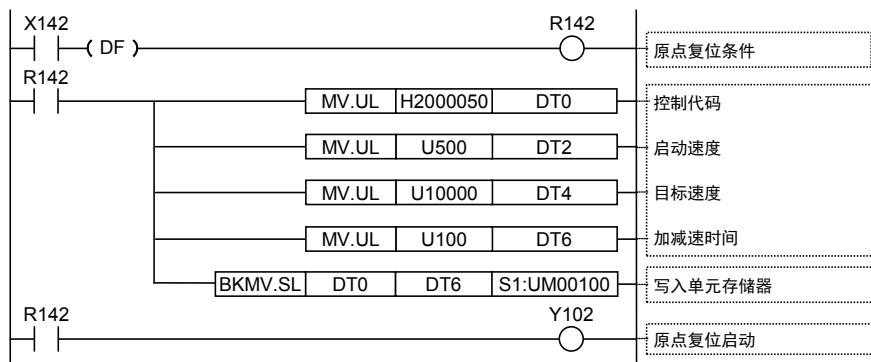 X142 R142
( DF ) 原点复位条件
R142
MV.UL H2000050 DT0 控制代码
MV.UL U500 DT2 启动速度
MV.UL U10000 DT4 目标速度
MV.UL U100 DT6 加减速时间
BKMV.SL DT0 DT6 S1:UM00100 写入单元存储器
R142 Y102
原点复位启动